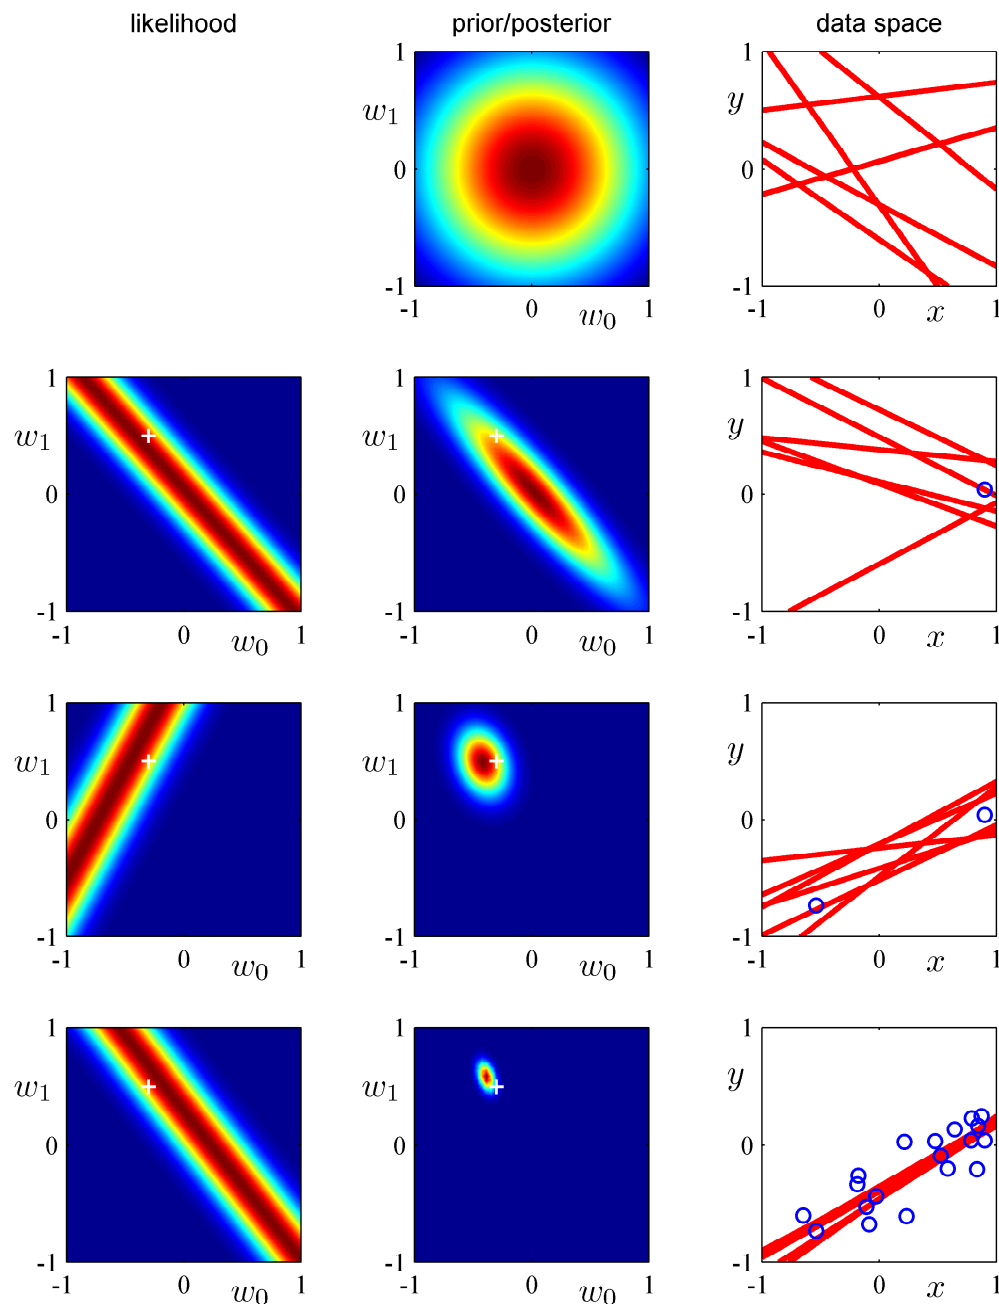 likelihood prior/posterior data space
1 1
w₁ y
0 0
-1 -1
-1 0 w₀ 1 -1 0 x 1
1 1 1
w₁ w₁ y
0 0 0
-1 -1 -1
-1 0 w₀ 1 -1 0 w₀ 1 -1 0 x 1
1 1 1
w₁ w₁ y
0 0 0
-1 -1 -1
-1 0 w₀ 1 -1 0 w₀ 1 -1 0 x 1
1 1 1
w₁ w₁ y
0 0 0
-1 -1 -1
-1 0 w₀ 1 -1 0 w₀ 1 -1 0 x 1